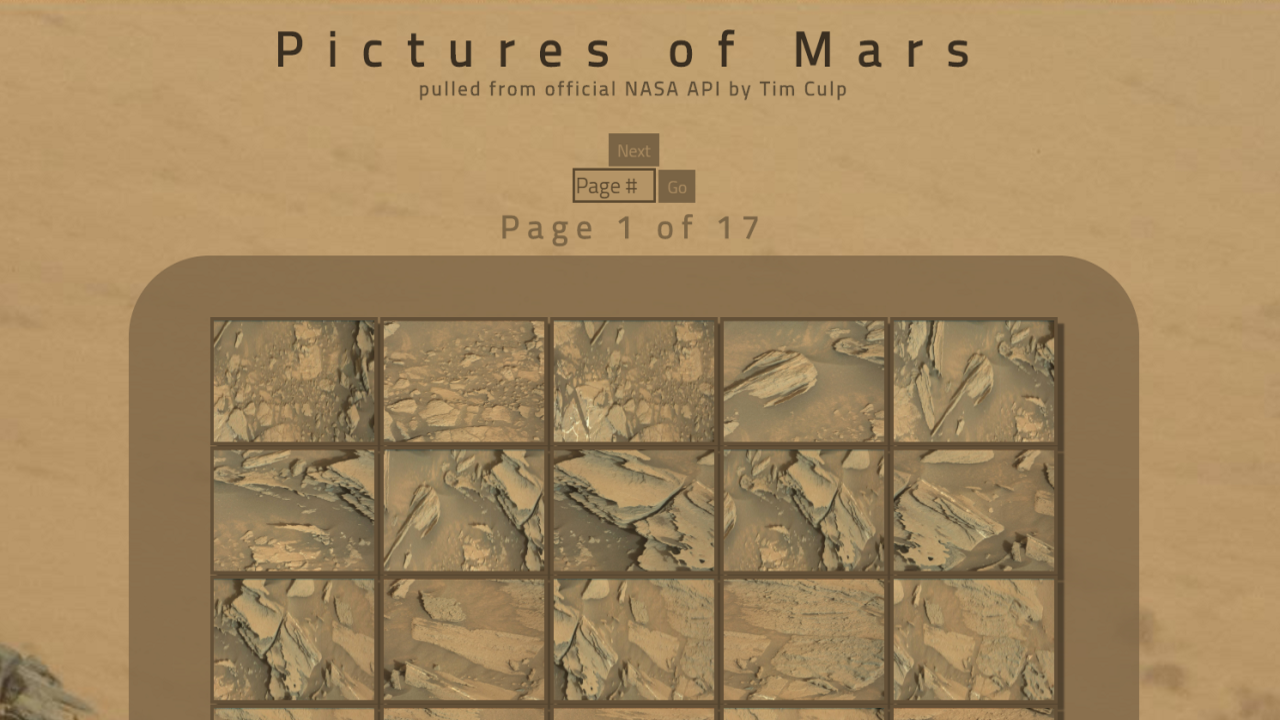 Pictures of Mars
pulled from official NASA API by Tim Culp
Next
Page # Go
Page 1 of 17